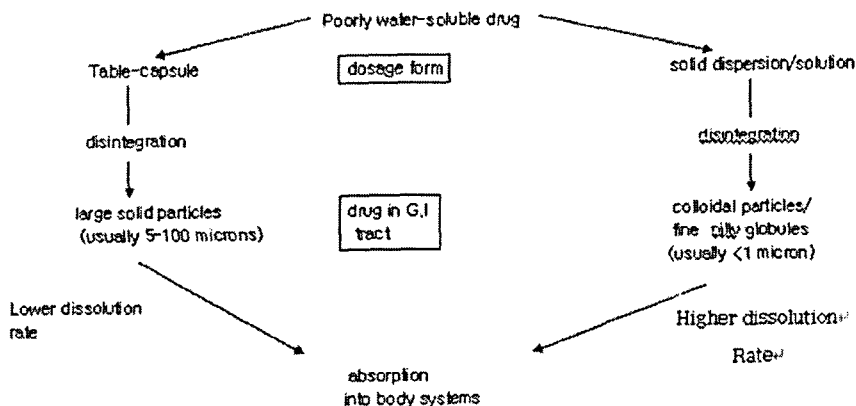 Poorly water-soluble drug
Table-capsule
dosage form
solid dispersion/solution
disintegration
disintegration
large solid particles
(usually 5-100 microns)
drug in G.I
tract
colloidal particles/
fine oily globules
(usually <1 micron)
Lower dissolution
rate
Higher dissolution↵
Rate↵
absorption
into body systems